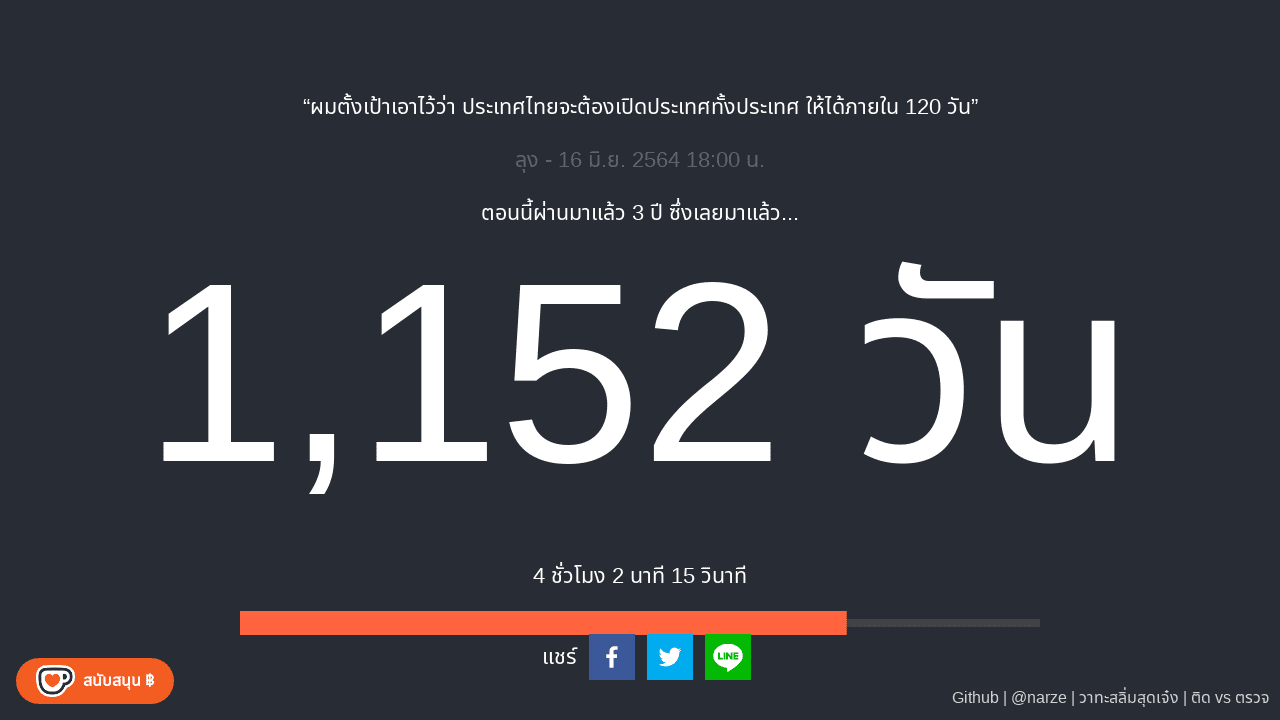 “ผมตั้งเป้าเอาไว้ว่า ประเทศไทยจะต้องเปิดประเทศทั้งประเทศ ให้ได้ภายใน 120 วัน”
ลุง - 16 มิ.ย. 2564 18:00 น.
ตอนนี้ผ่านมาแล้ว 3 ปี ซึ่งเลยมาแล้ว...
1,152 วัน
4 ชั่วโมง 2 นาที 15 วินาที
แชร์
LINE
สนับสนุน ฿
Github | @narze | วาทะสลิ่มสุดเจ๋ง | ติด vs ตรวจ